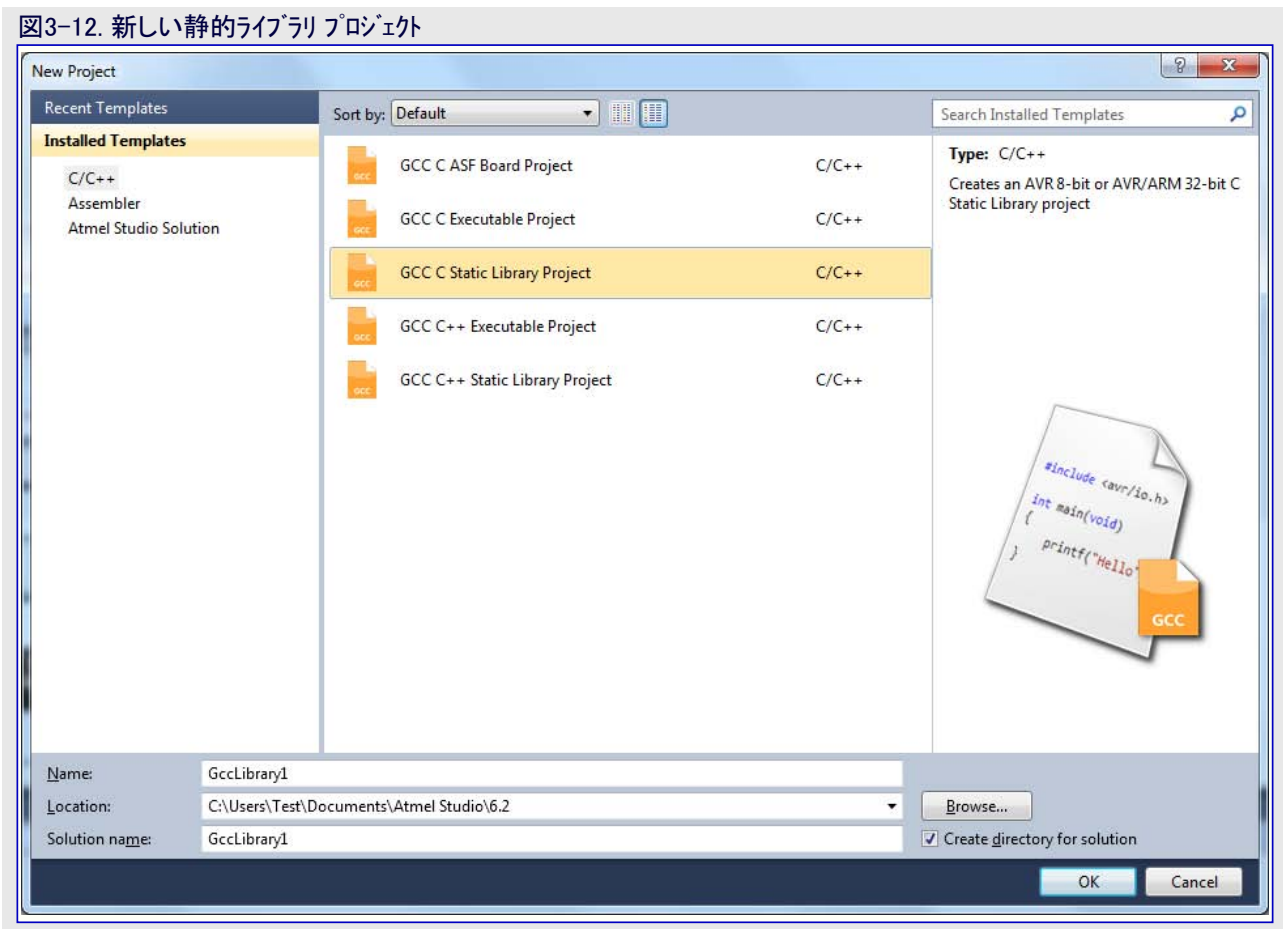 図3-12. 新しい静的ﾗｲﾌﾞﾗﾘ ﾌﾟﾛｼﾞｪｸﾄ
New Project
Recent Templates
Installed Templates
C/C++
Assembler
Atmel Studio Solution
Sort by: Default
Search Installed Templates
GCC C ASF Board Project C/C++
GCC C Executable Project C/C++
GCC C Static Library Project C/C++
GCC C++ Executable Project C/C++
GCC C++ Static Library Project C/C++
Type: C/C++
Creates an AVR 8-bit or AVR/ARM 32-bit C
Static Library project
#include <avr/io.h>
int main(void)
{
printf("Hello"
}
GCC
Name: GccLibrary1
Location: C:\Users\Test\Documents\Atmel Studio\6.2
Browse...
Solution name: GccLibrary1
Create directory for solution
OK Cancel